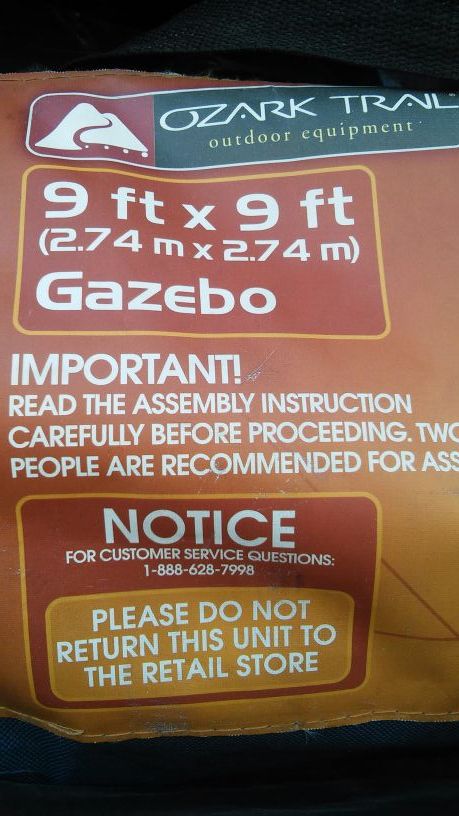 OZARK TRAIL
outdoor equipment
9 ft x 9 ft
(2.74 m x 2.74 m)
Gazebo
IMPORTANT!
READ THE ASSEMBLY INSTRUCTION
CAREFULLY BEFORE PROCEEDING. TWO
PEOPLE ARE RECOMMENDED FOR ASS
NOTICE
FOR CUSTOMER SERVICE QUESTIONS:
1-888-628-7998
PLEASE DO NOT
RETURN THIS UNIT TO
THE RETAIL STORE